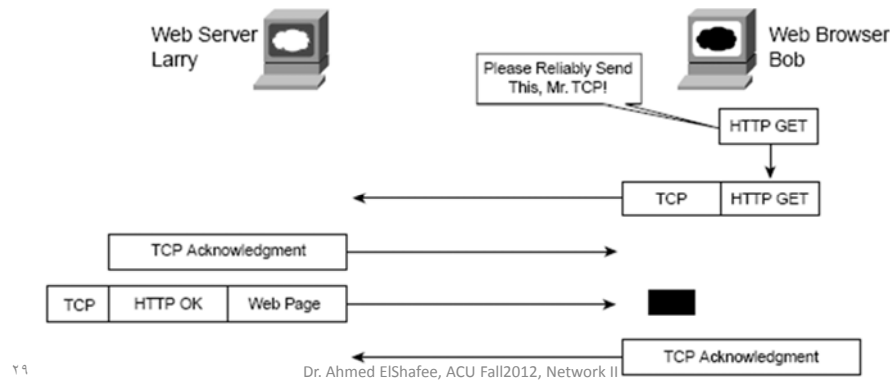 Web Server
Larry
Web Browser
Bob
Please Reliably Send
This, Mr. TCP!
HTTP GET
TCP HTTP GET
TCP Acknowledgment
TCP HTTP OK Web Page
TCP Acknowledgment
٢٩
Dr. Ahmed ElShafee, ACU Fall2012, Network II